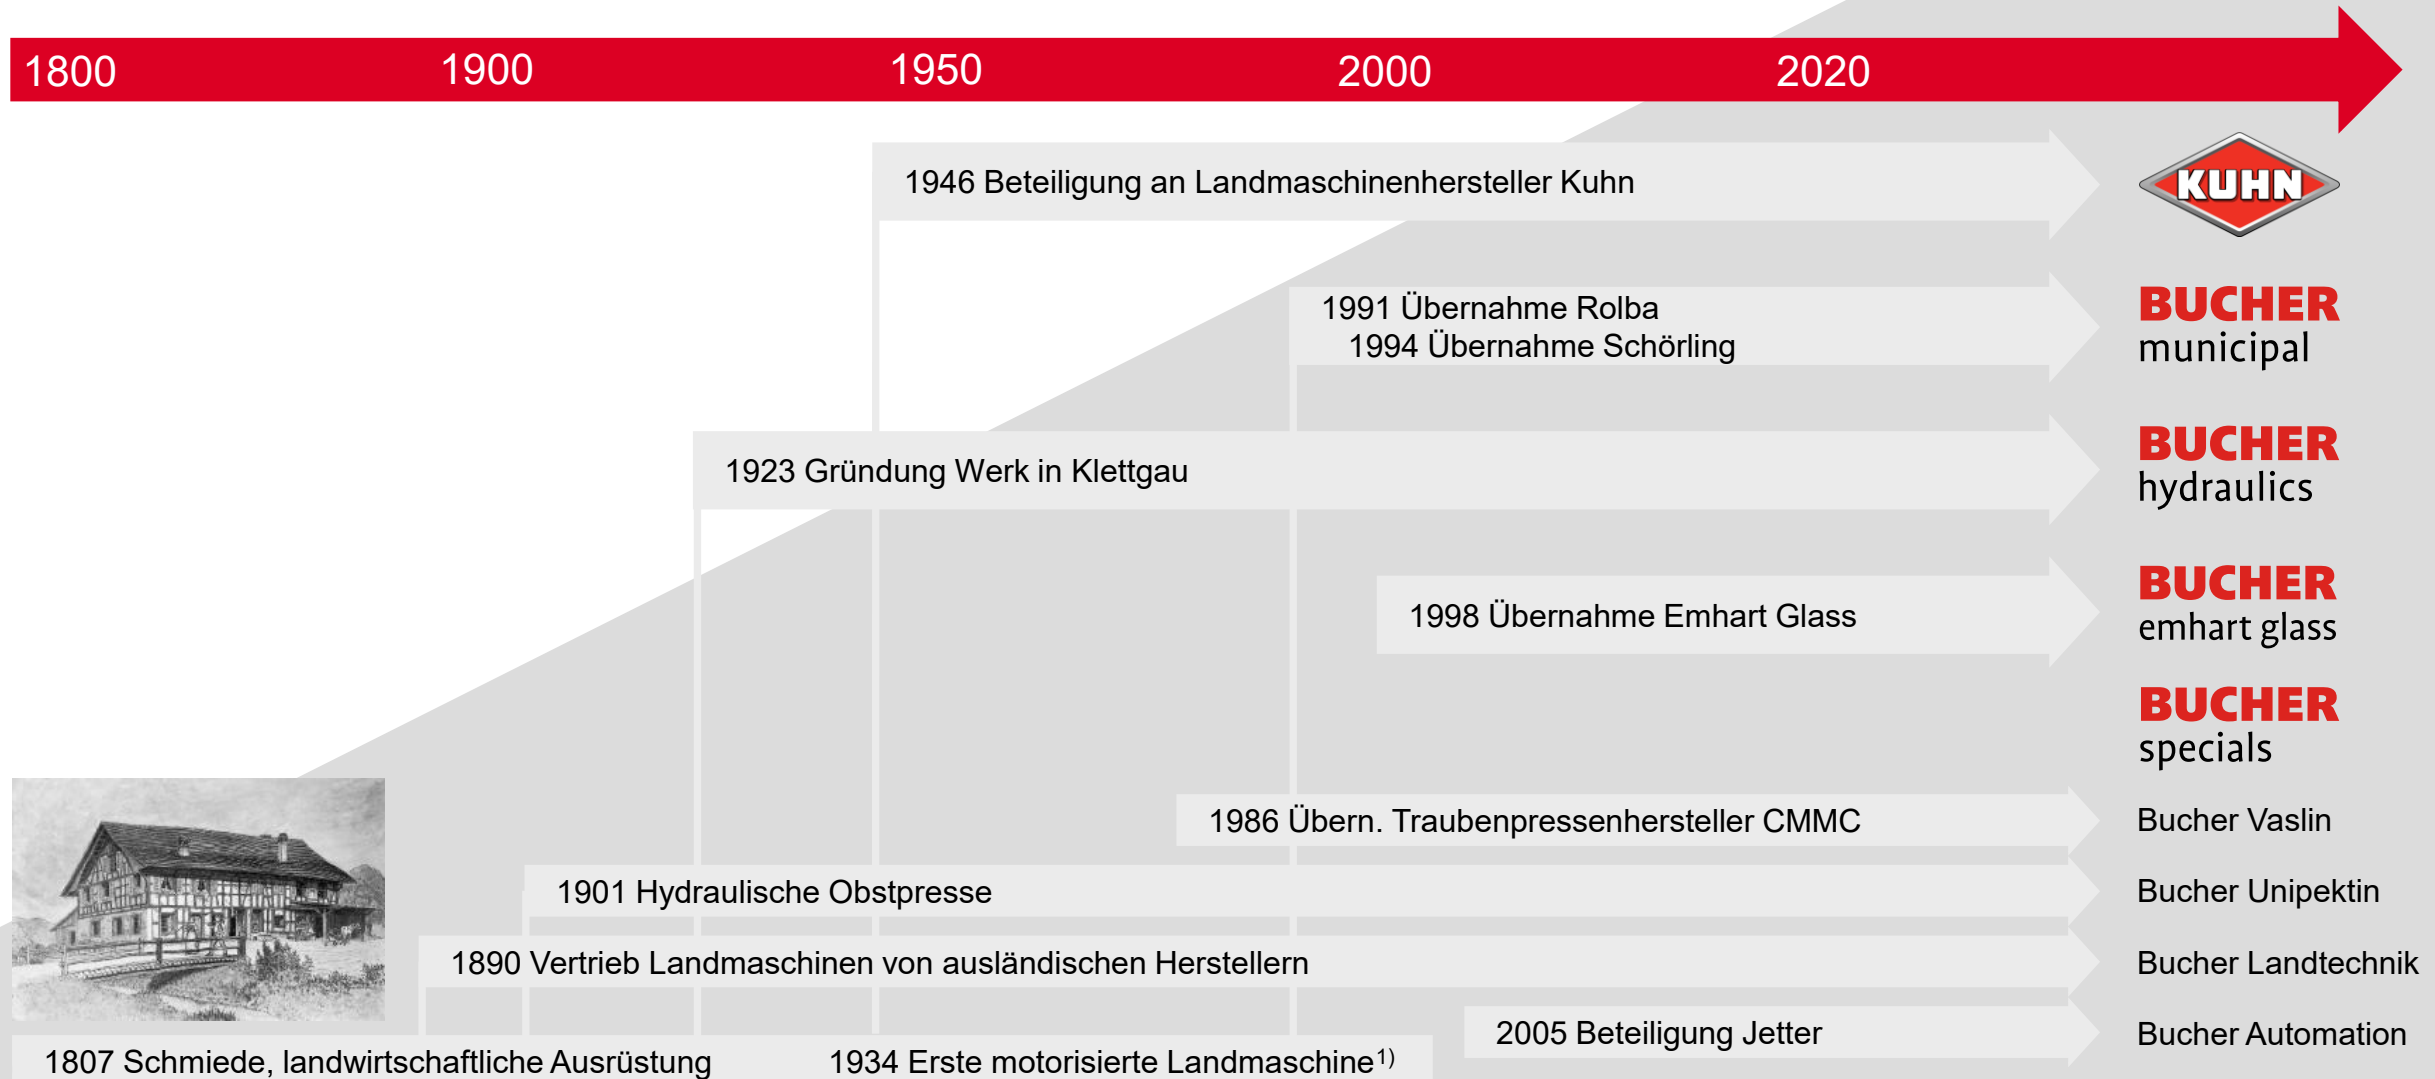 1800 1900 1950 2000 2020
1946 Beteiligung an Landmaschinenhersteller Kuhn
KUHN
1991 Übernahme Rolba
1994 Übernahme Schörling
BUCHER
municipal
1923 Gründung Werk in Klettgau
BUCHER
hydraulics
1998 Übernahme Emhart Glass
BUCHER
emhart glass
BUCHER
specials
1986 Übern. Traubenpressenhersteller CMMC
Bucher Vaslin
1901 Hydraulische Obstpresse
Bucher Unipektin
1890 Vertrieb Landmaschinen von ausländischen Herstellern
Bucher Landtechnik
2005 Beteiligung Jetter
Bucher Automation
1807 Schmiede, landwirtschaftliche Ausrüstung
1934 Erste motorisierte Landmaschine¹⁾